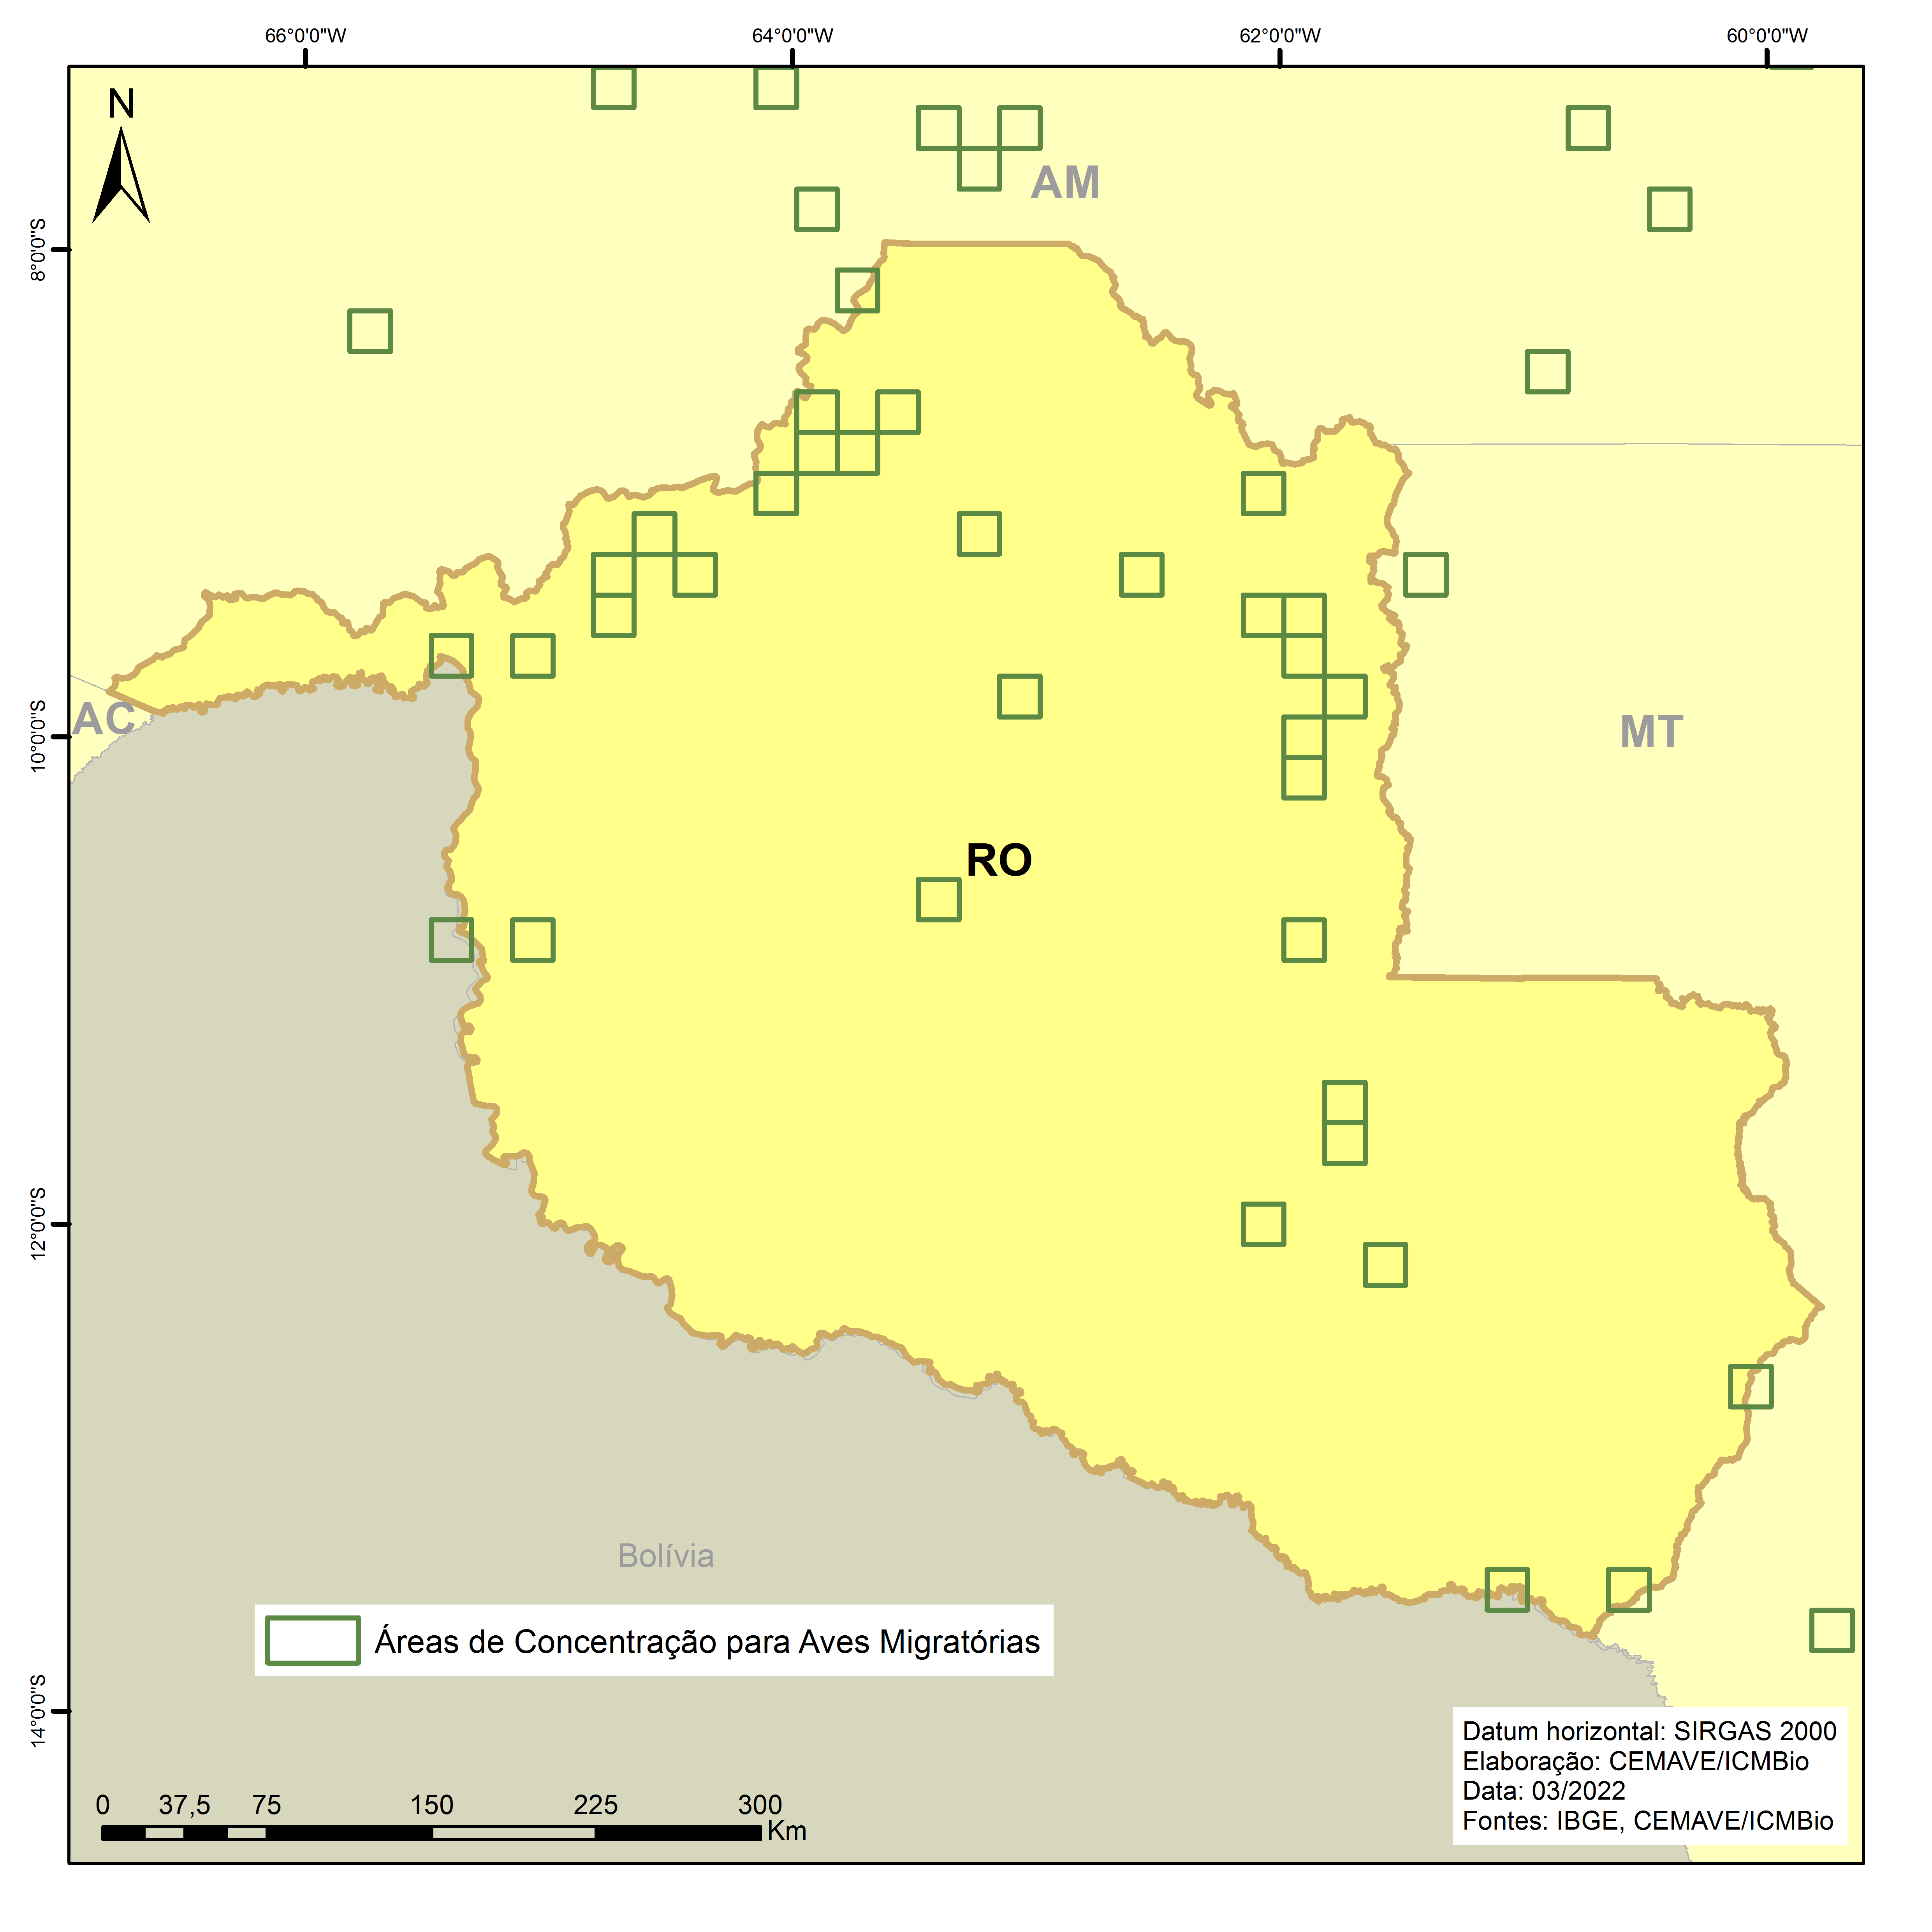 66°0'0"W 64°0'0"W 62°0'0"W 60°0'0"W
N
AM
8°0'0"S
AC
MT
10°0'0"S
RO
12°0'0"S
Bolívia
Áreas de Concentração para Aves Migratórias
14°0'0"S
Datum horizontal: SIRGAS 2000
Elaboração: CEMAVE/ICMBio
Data: 03/2022
Fontes: IBGE, CEMAVE/ICMBio
0 37,5 75 150 225 300
Km